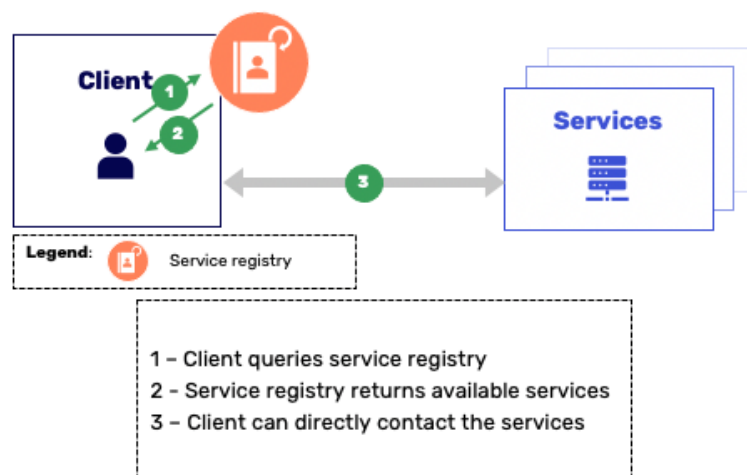 Client
1
2
Services
3
Legend:
Service registry
1 – Client queries service registry
2 - Service registry returns available services
3 – Client can directly contact the services